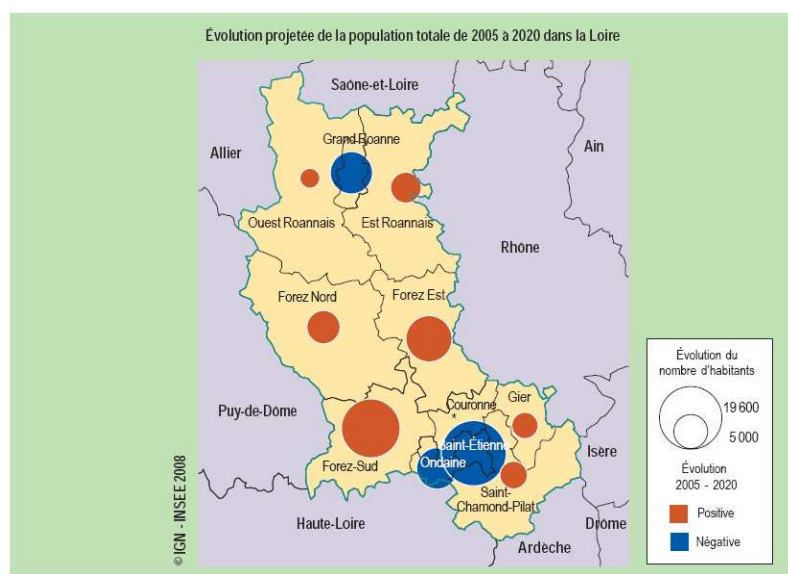 Évolution projetée de la population totale de 2005 à 2020 dans la Loire
Saône-et-Loire
Allier
Grand Roanne
Ain
Ouest Roannais
Est Roannais
Rhône
Forez Nord
Forez Est
Puy-de-Dôme
Couronne
*
Gier
Saint-Étienne
Ondaine
Forez-Sud
Saint-
Chamond-Pilat
Isère
Haute-Loire
Drôme
Ardèche
© IGN - INSEE 2008
Évolution du
nombre d'habitants
19 600
5 000
Évolution
2005 - 2020
Positive
Négative